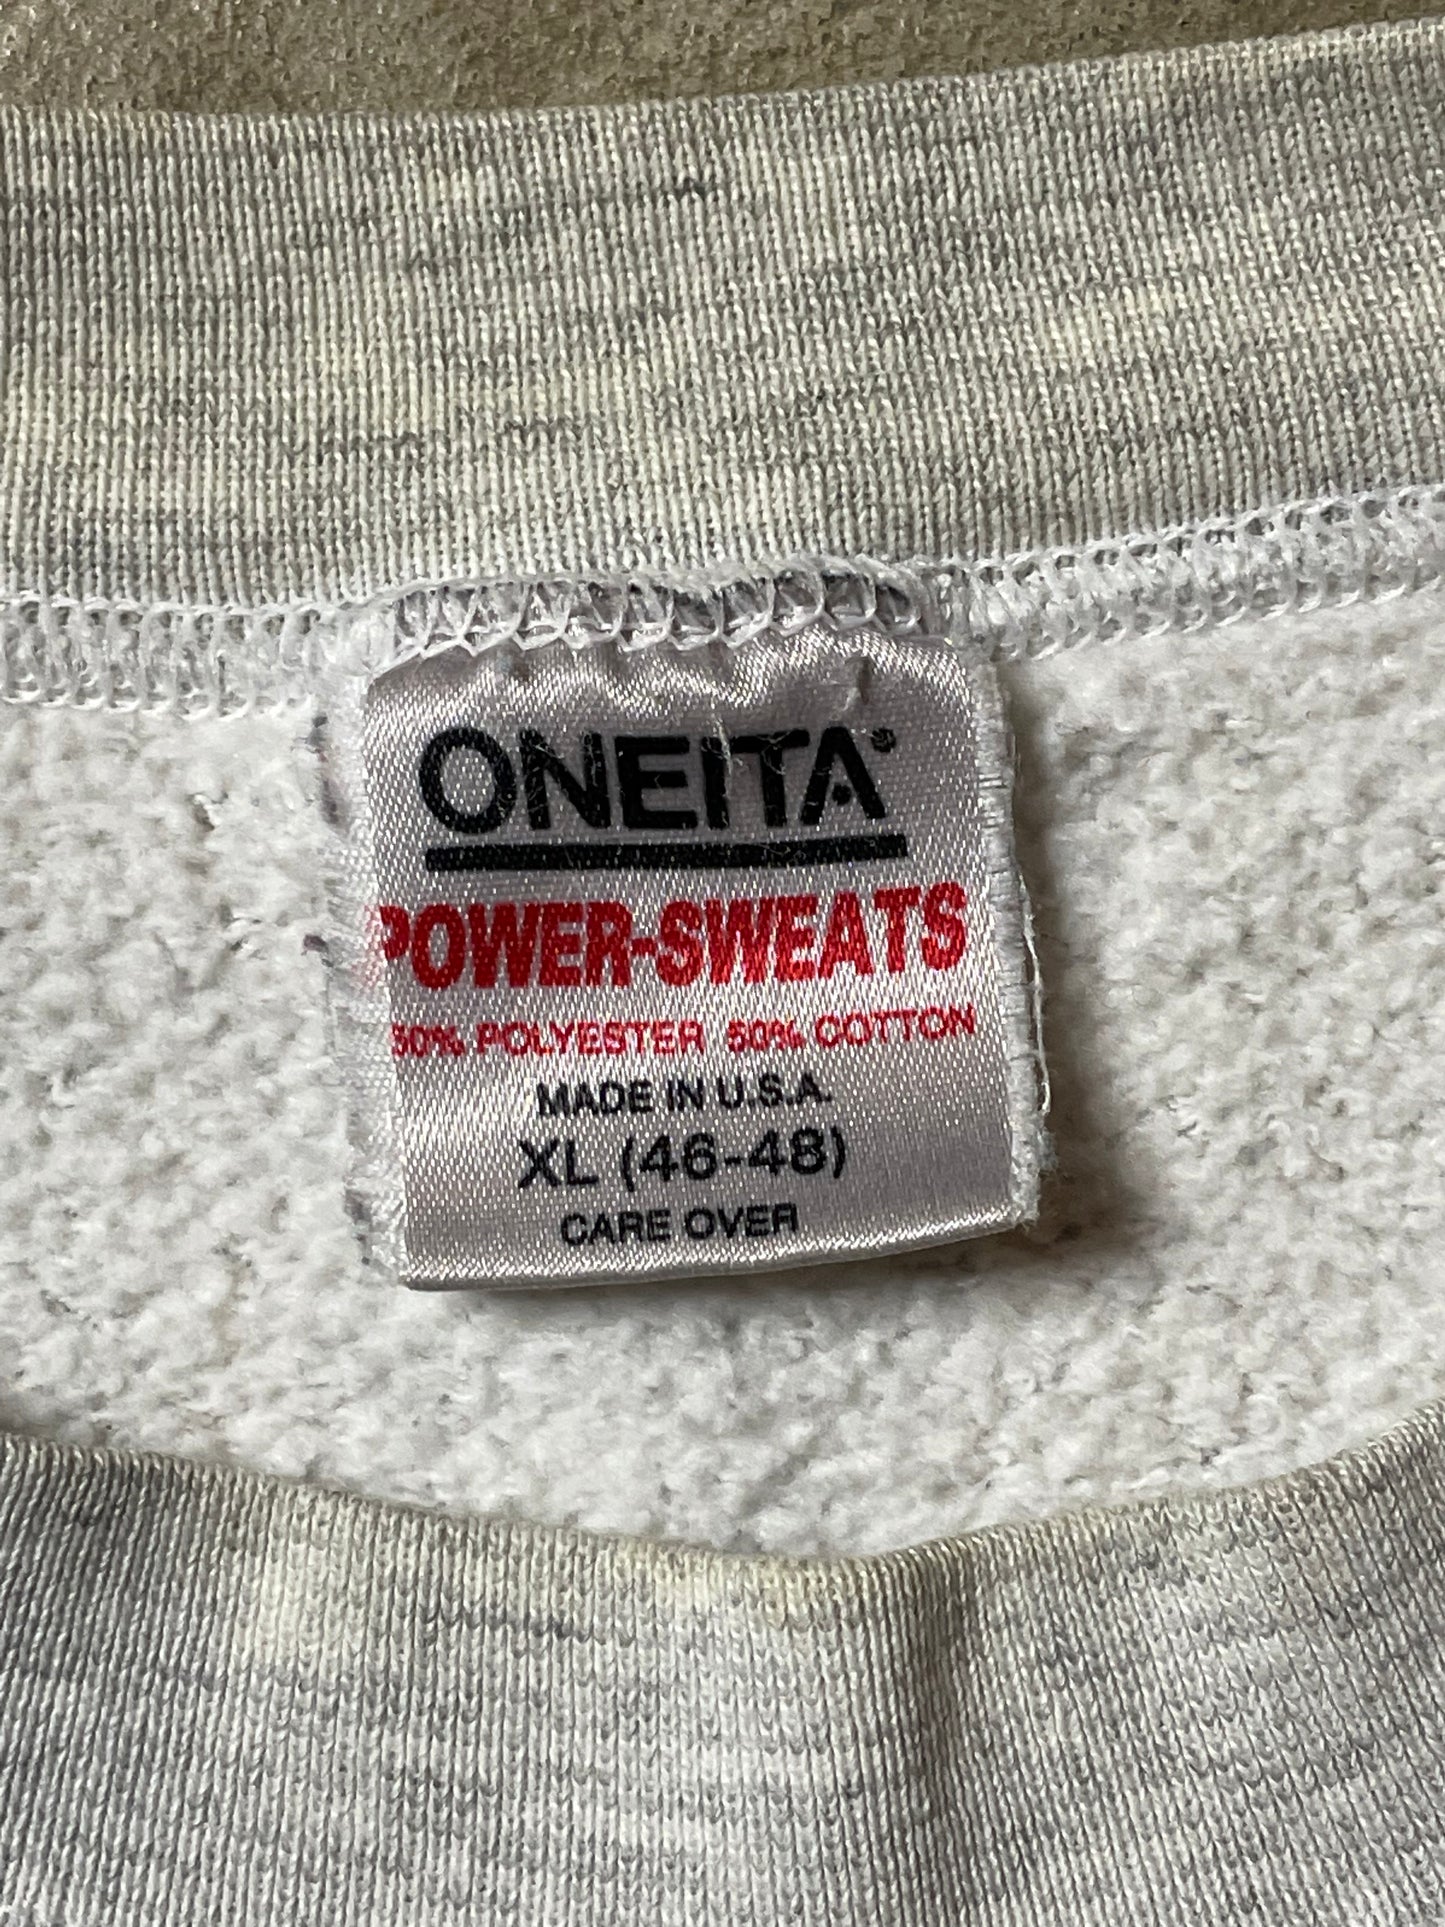 ONEITA®
POWER-SWEATS
50% POLYESTER 50% COTTON
MADE IN U.S.A.
XL (46-48)
CARE OVER